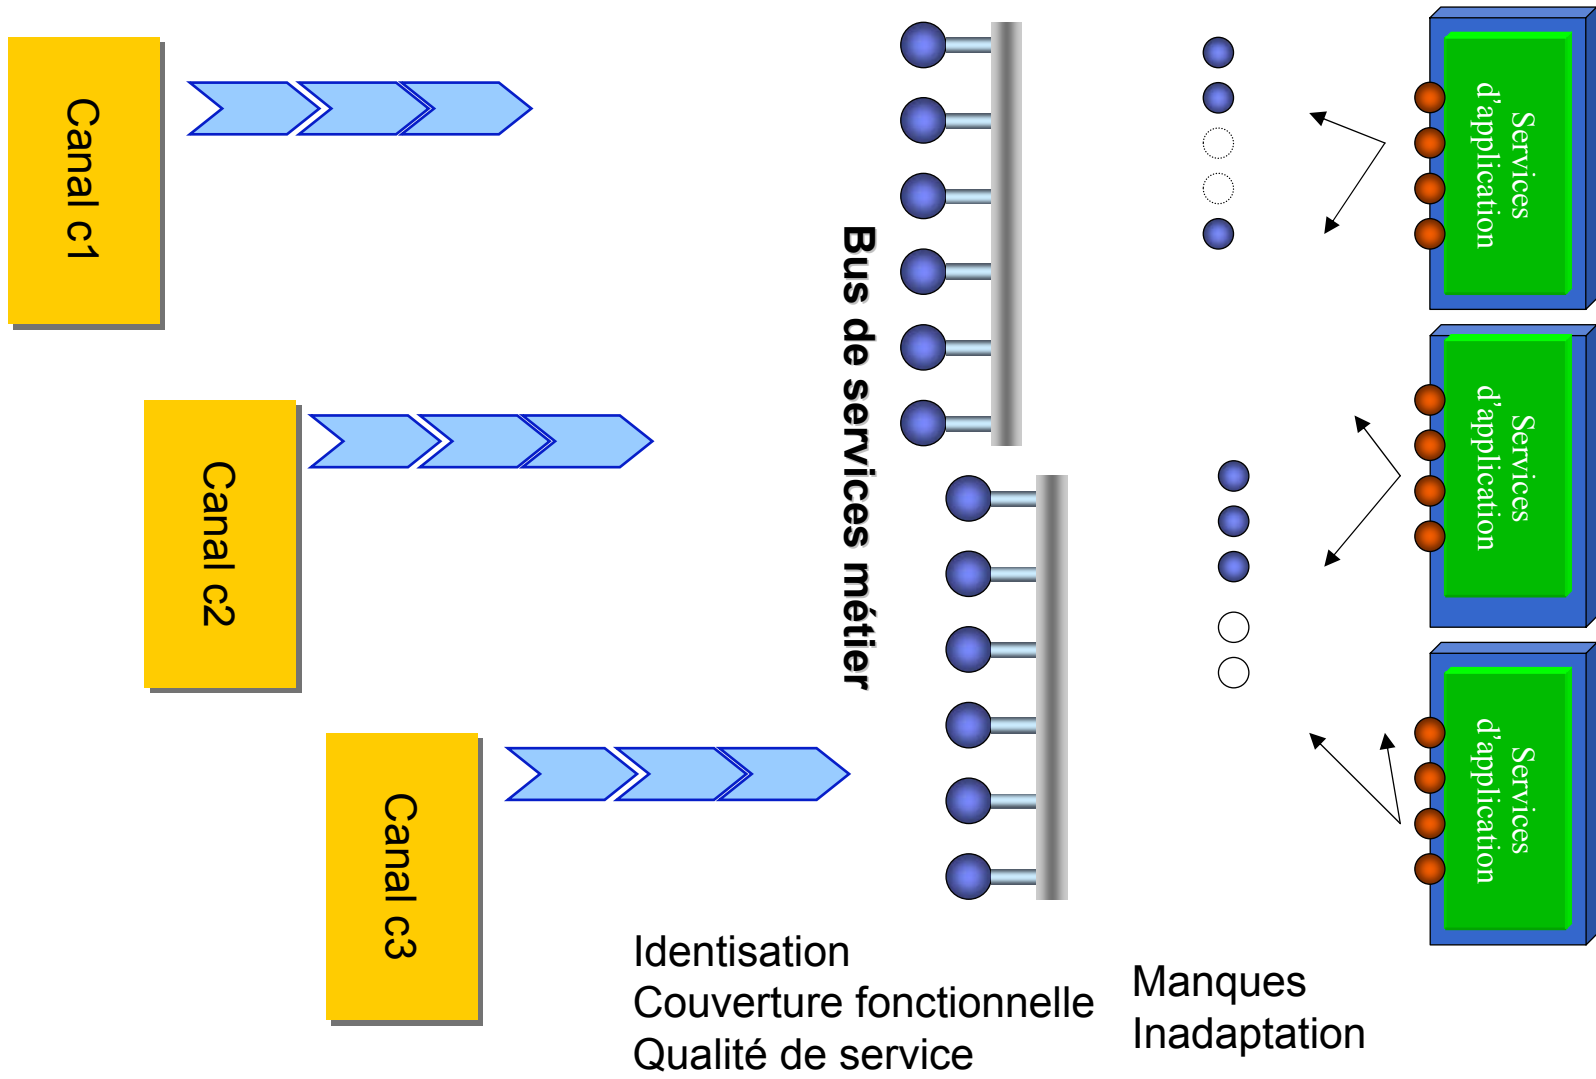 Canal c1
Canal c2
Canal c3
Bus de services métier
Services
d'application
Services
d'application
Services
d'application
Identisation
Couverture fonctionnelle
Qualité de service
Manques
Inadaptation